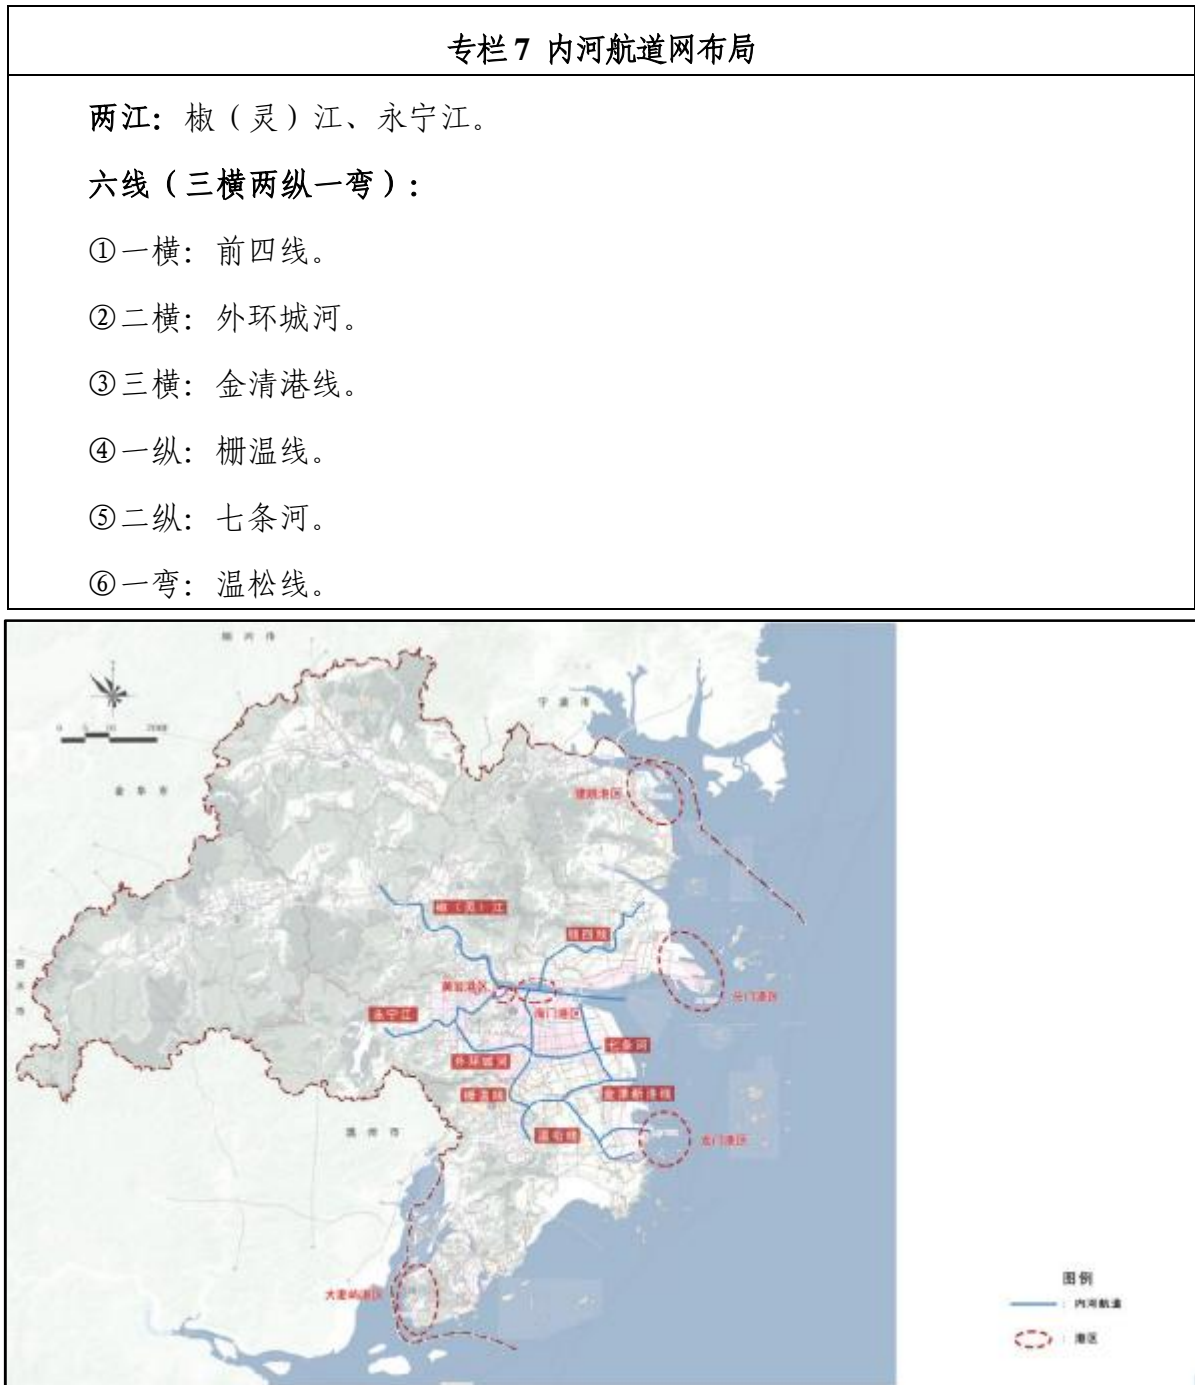 专栏 7 内河航道网布局
两江：椒（灵）江、永宁江。
六线（三横两纵一弯）：
①一横：前四线。
②二横：外环城河。
③三横：金清港线。
④一纵：栅温线。
⑤二纵：七条河。
⑥一弯：温松线。
宁波市
金华市
健跳港区
椒（灵）江
前四线
黄岩港区
海门港区
头门港区
永宁江
七条河
外环城河
栅温线
金清新港线
温松线
龙门港区
温州市
大麦屿港区
图例
内河航道
港区